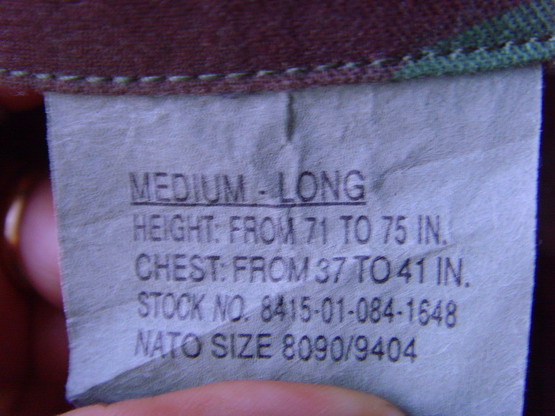 MEDIUM - LONG
HEIGHT: FROM 71 TO 75 IN.
CHEST: FROM 37 TO 41 IN.
STOCK NO. 8415-01-084-1648
NATO SIZE 8090/9404